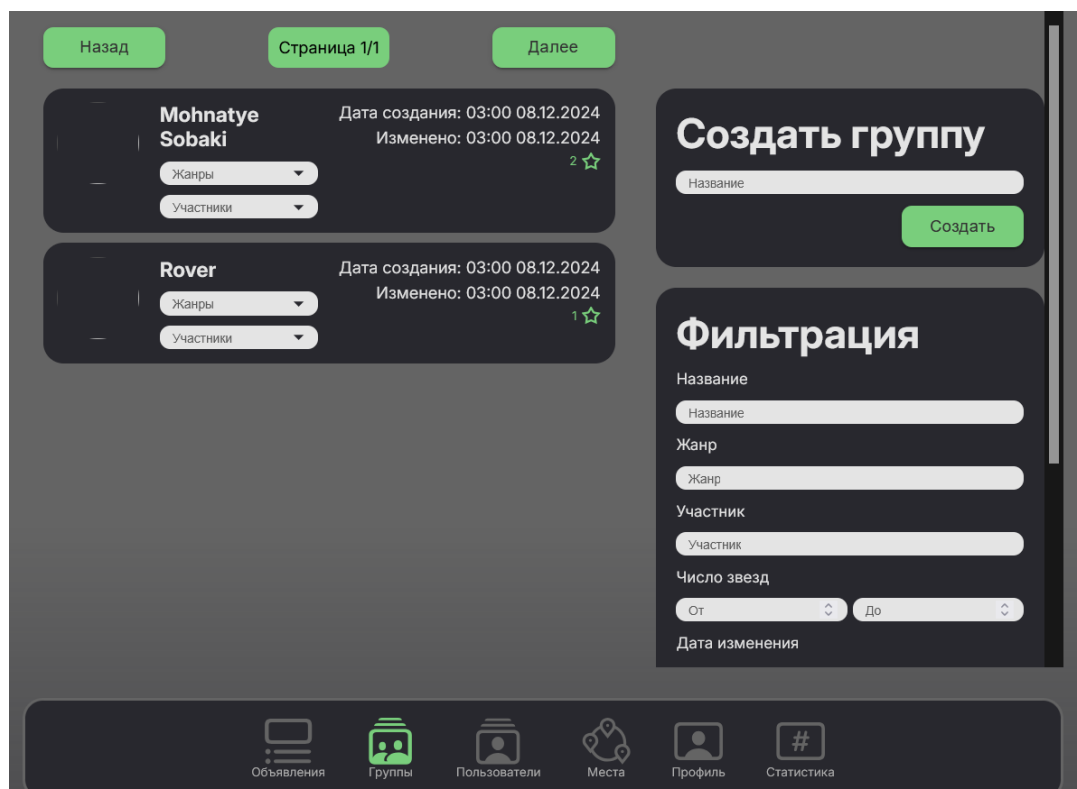 Назад
Страница 1/1
Далее
Mohnatye
Sobaki
Дата создания: 03:00 08.12.2024
Изменено: 03:00 08.12.2024
2
Жанры
Участники
Rover
Дата создания: 03:00 08.12.2024
Изменено: 03:00 08.12.2024
1
Жанры
Участники
Создать группу
Название
Создать
Фильтрация
Название
Название
Жанр
Жанр
Участник
Участник
Число звезд
От До
Дата изменения
Объявления Группы Пользователи Места Профиль # Статистика